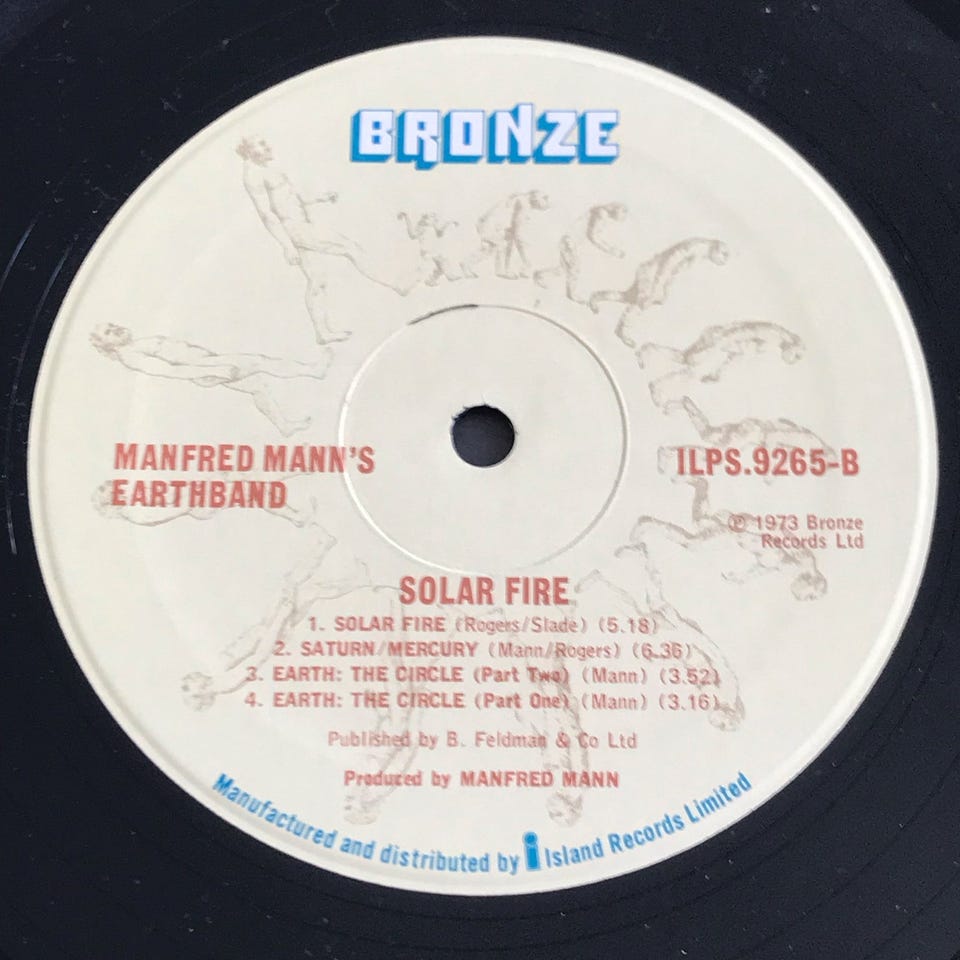 BRONZE
MANFRED MANN'S
EARTHBAND
ILPS.9265-B
℗ 1973 Bronze
Records Ltd
SOLAR FIRE
1. SOLAR FIRE (Rogers/Slade) (5.18)
2. SATURN/MERCURY (Mann/Rogers) (6.36)
3. EARTH: THE CIRCLE (Part Two) (Mann) (3.52)
4. EARTH: THE CIRCLE (Part One) (Mann) (3.16)
Published by B. Feldman & Co Ltd
Produced by MANFRED MANN
Manufactured and distributed by i Island Records Limited